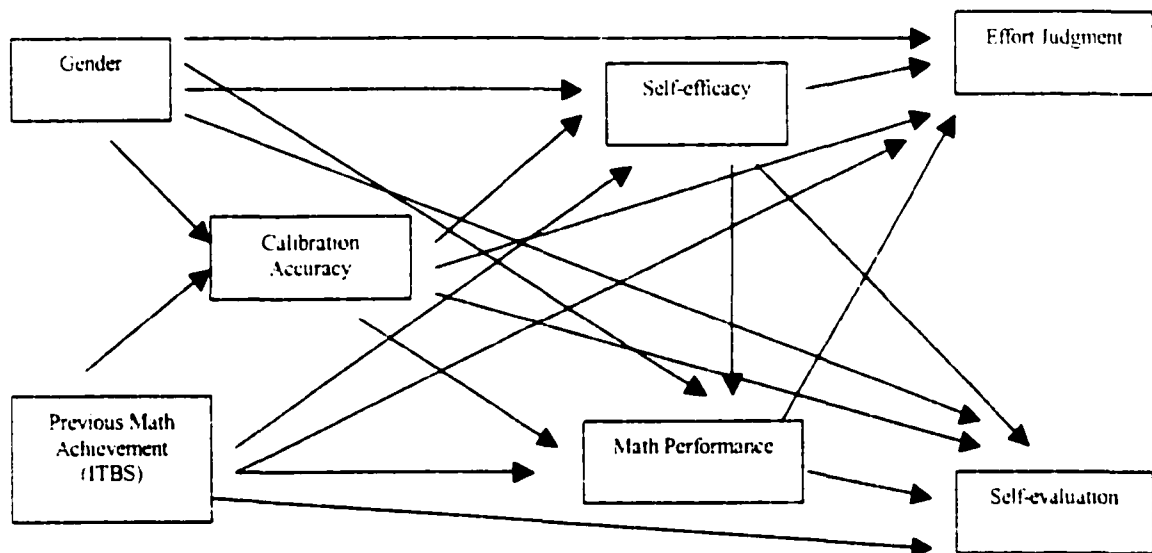 Effort Judgment
Gender
Self-efficacy
Calibration
Accuracy
Previous Math
Achievement
(ITBS)
Math Performance
Self-evaluation